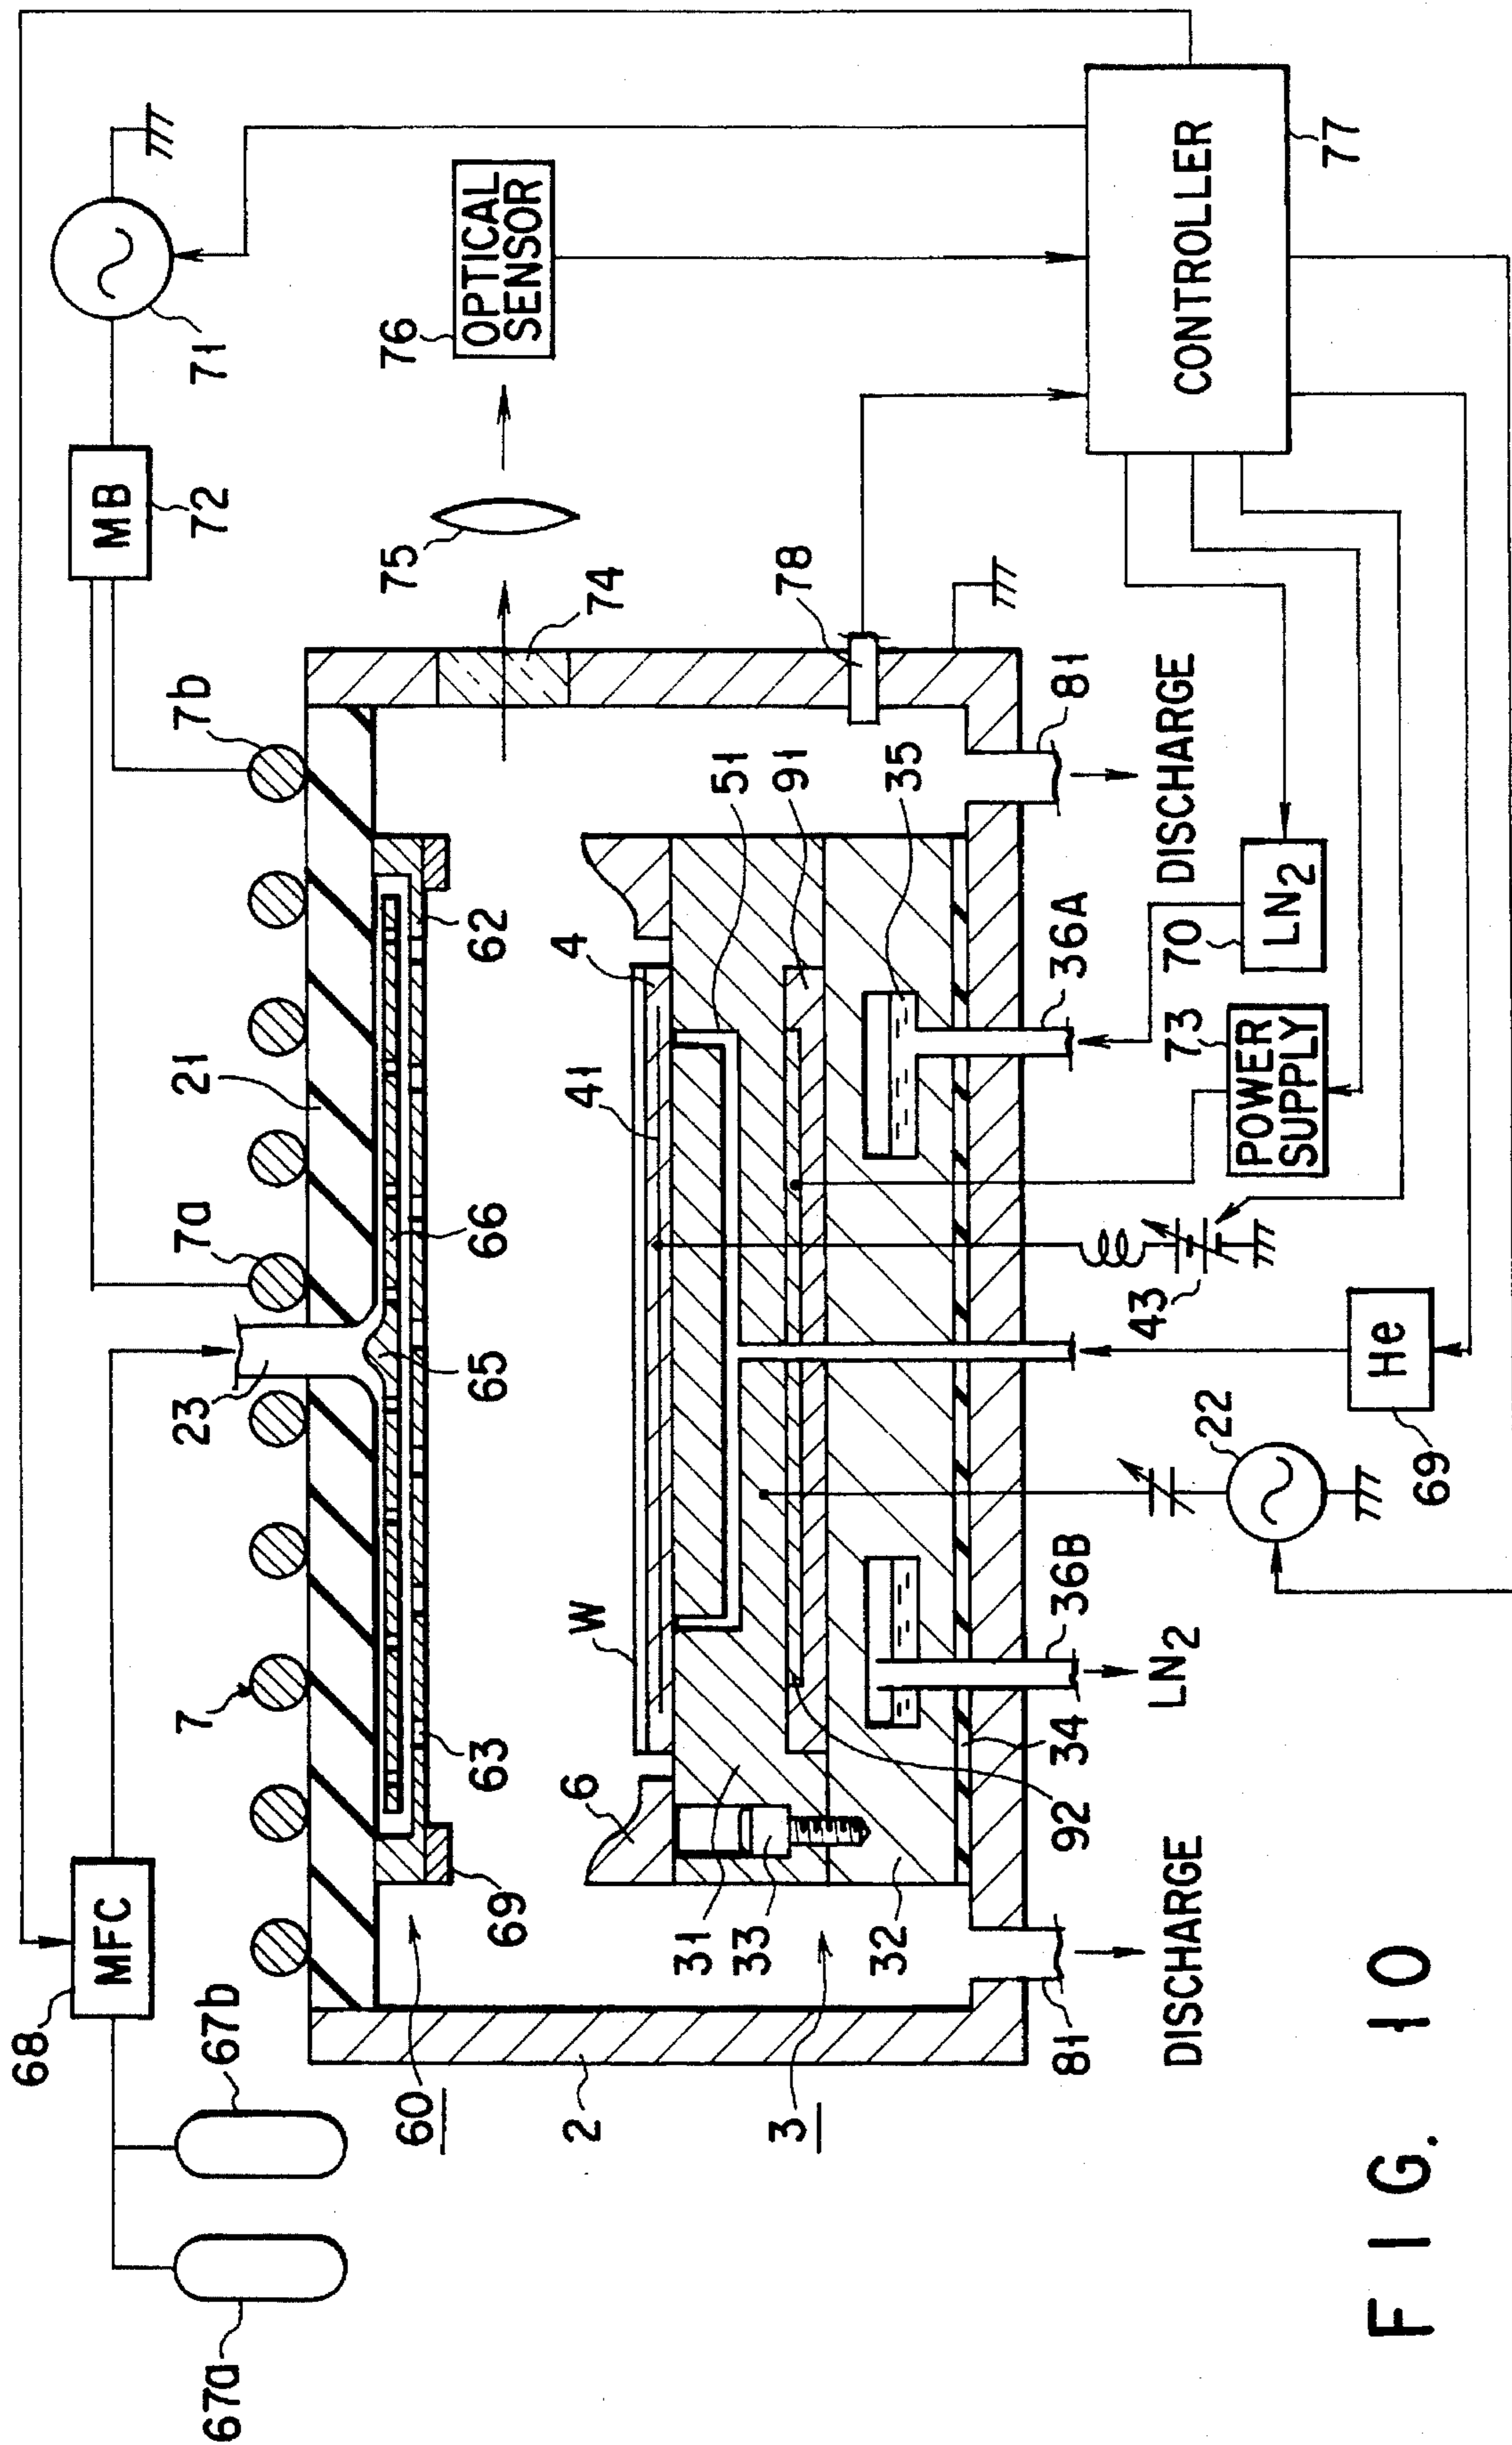 68
MFC
67a
67b
23
7
7a
21
7b
MB
72
71
76
OPTICAL
SENSOR
75
74
60
69
63
65
66
62
2
W
41
4
51
91
35
78
6
31
33
3
32
92
34
36B
36A
81
81
DISCHARGE
LN2
DISCHARGE
22
43
He
69
73
POWER
SUPPLY
70
LN2
CONTROLLER
77
FIG. 10